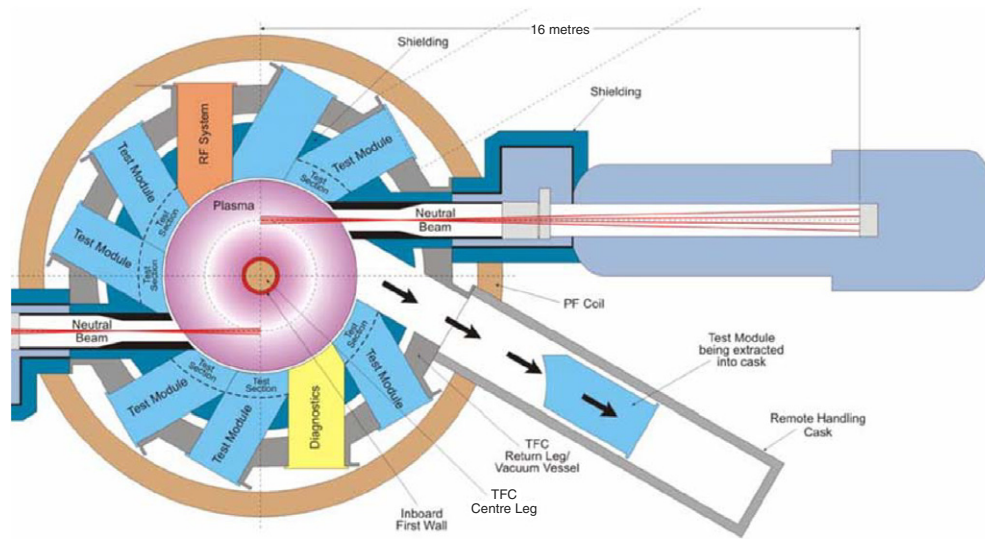 16 metres
Shielding
Shielding
RF System
Test Module
Test Module
Test Section
Test Section
Plasma
Neutral
Beam
Test Module
Test Section
PF Coil
Neutral
Beam
Test Section
Test Module
Test Module
being extracted
into cask
Test Section
Test Module
Test Section
Test Module
Diagnostics
Remote Handling
Cask
TFC
Return Leg/
Vacuum Vessel
TFC
Centre Leg
Inboard
First Wall